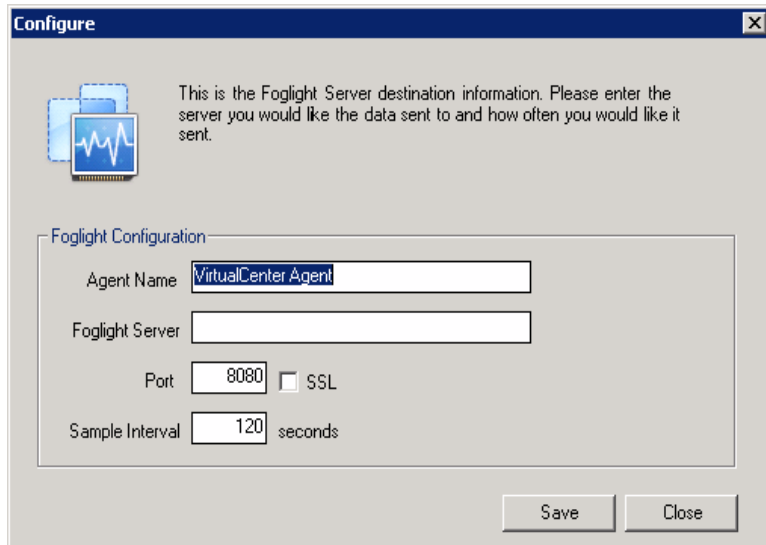 Configure
This is the Foglight Server destination information. Please enter the
server you would like the data sent to and how often you would like it
sent.
Foglight Configuration
Agent Name VirtualCenter Agent
Foglight Server
Port 8080 SSL
Sample Interval 120 seconds
Save Close